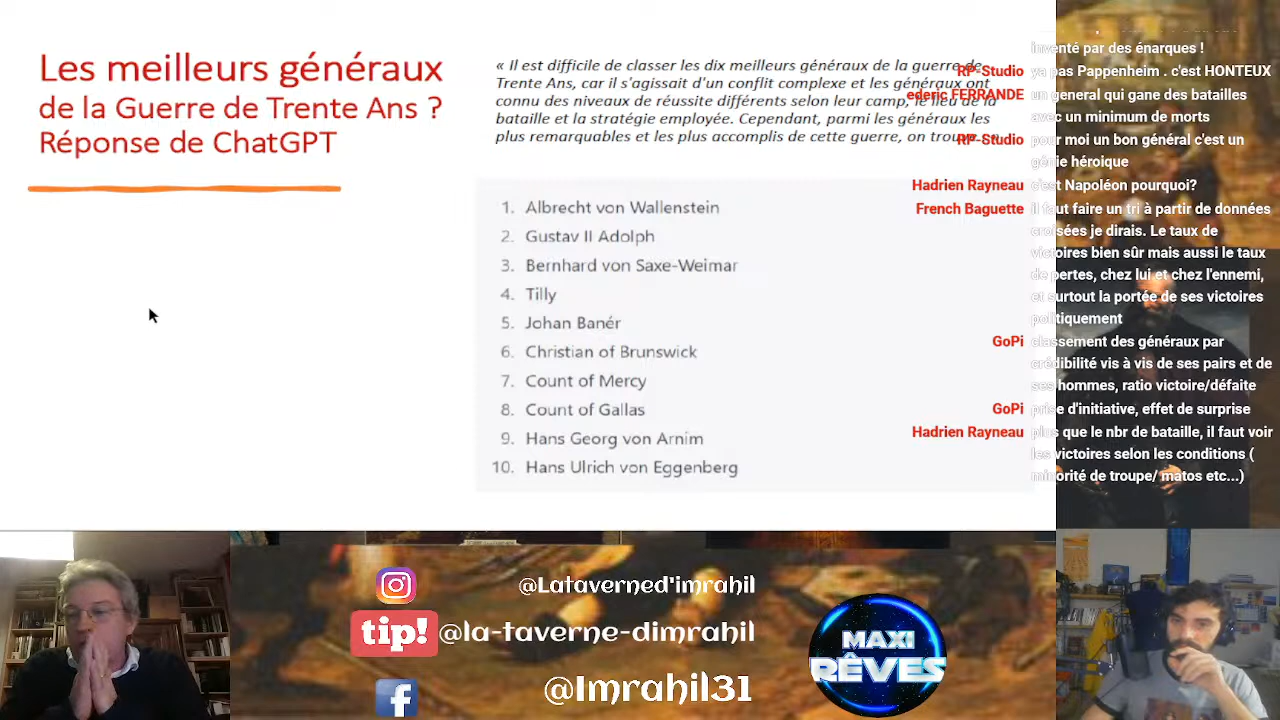 Les meilleurs généraux
de la Guerre de Trente Ans ?
Réponse de ChatGPT
« Il est difficile de classer les dix meilleurs généraux de la guerre de
Trente Ans, car il s'agissait d'un conflit complexe et les généraux ont
connu des niveaux de réussite différents selon leur camp, le lieu de la
bataille et la stratégie employée. Cependant, parmi les généraux les
plus remarquables et les plus accomplis de cette guerre, on
1. Albrecht von Wallenstein
2. Gustav II Adolph
3. Bernhard von Saxe-Weimar
4. Tilly
5. Johan Banér
6. Christian of Brunswick
7. Count of Mercy
8. Count of Gallas
9. Hans Georg von Arnim
10. Hans Ulrich von Eggenberg
inventé par des énarques !
RP-Studio ya pas Pappenheim . c'est HONTEUX
ederic FERRANDE un general qui gane des batailles
avec un minimum de morts
RP-Studio pour moi un bon général c'est un
génie héroique
Hadrien Rayneau c'est Napoléon pourquoi?
French Baguette il faut faire un tri à partir de données
croisées je dirais. Le taux de
victoires bien sûr mais aussi le taux
de pertes, chez lui et chez l'ennemi,
et surtout la portée de ses victoires
politiquement
GoPi classement des généraux par
crédibilité vis à vis de ses pairs et de
ses hommes, ratio victoire/défaite
GoPi prise d'initiative, effet de surprise
Hadrien Rayneau plus que le nbr de bataille, il faut voir
les victoires selon les conditions (
minorité de troupe/ matos etc...)
@Lataverned'imrahil
tip! @la-taverne-dimrahil
@Imrahil31
MAXI
RÊVES